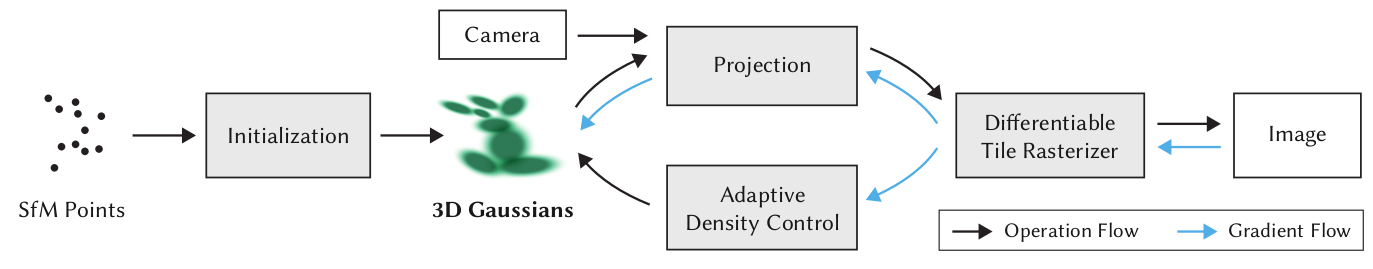 Camera
Projection
Initialization
Differentiable
Tile Rasterizer
Image
SfM Points
3D Gaussians
Adaptive
Density Control
Operation Flow
Gradient Flow